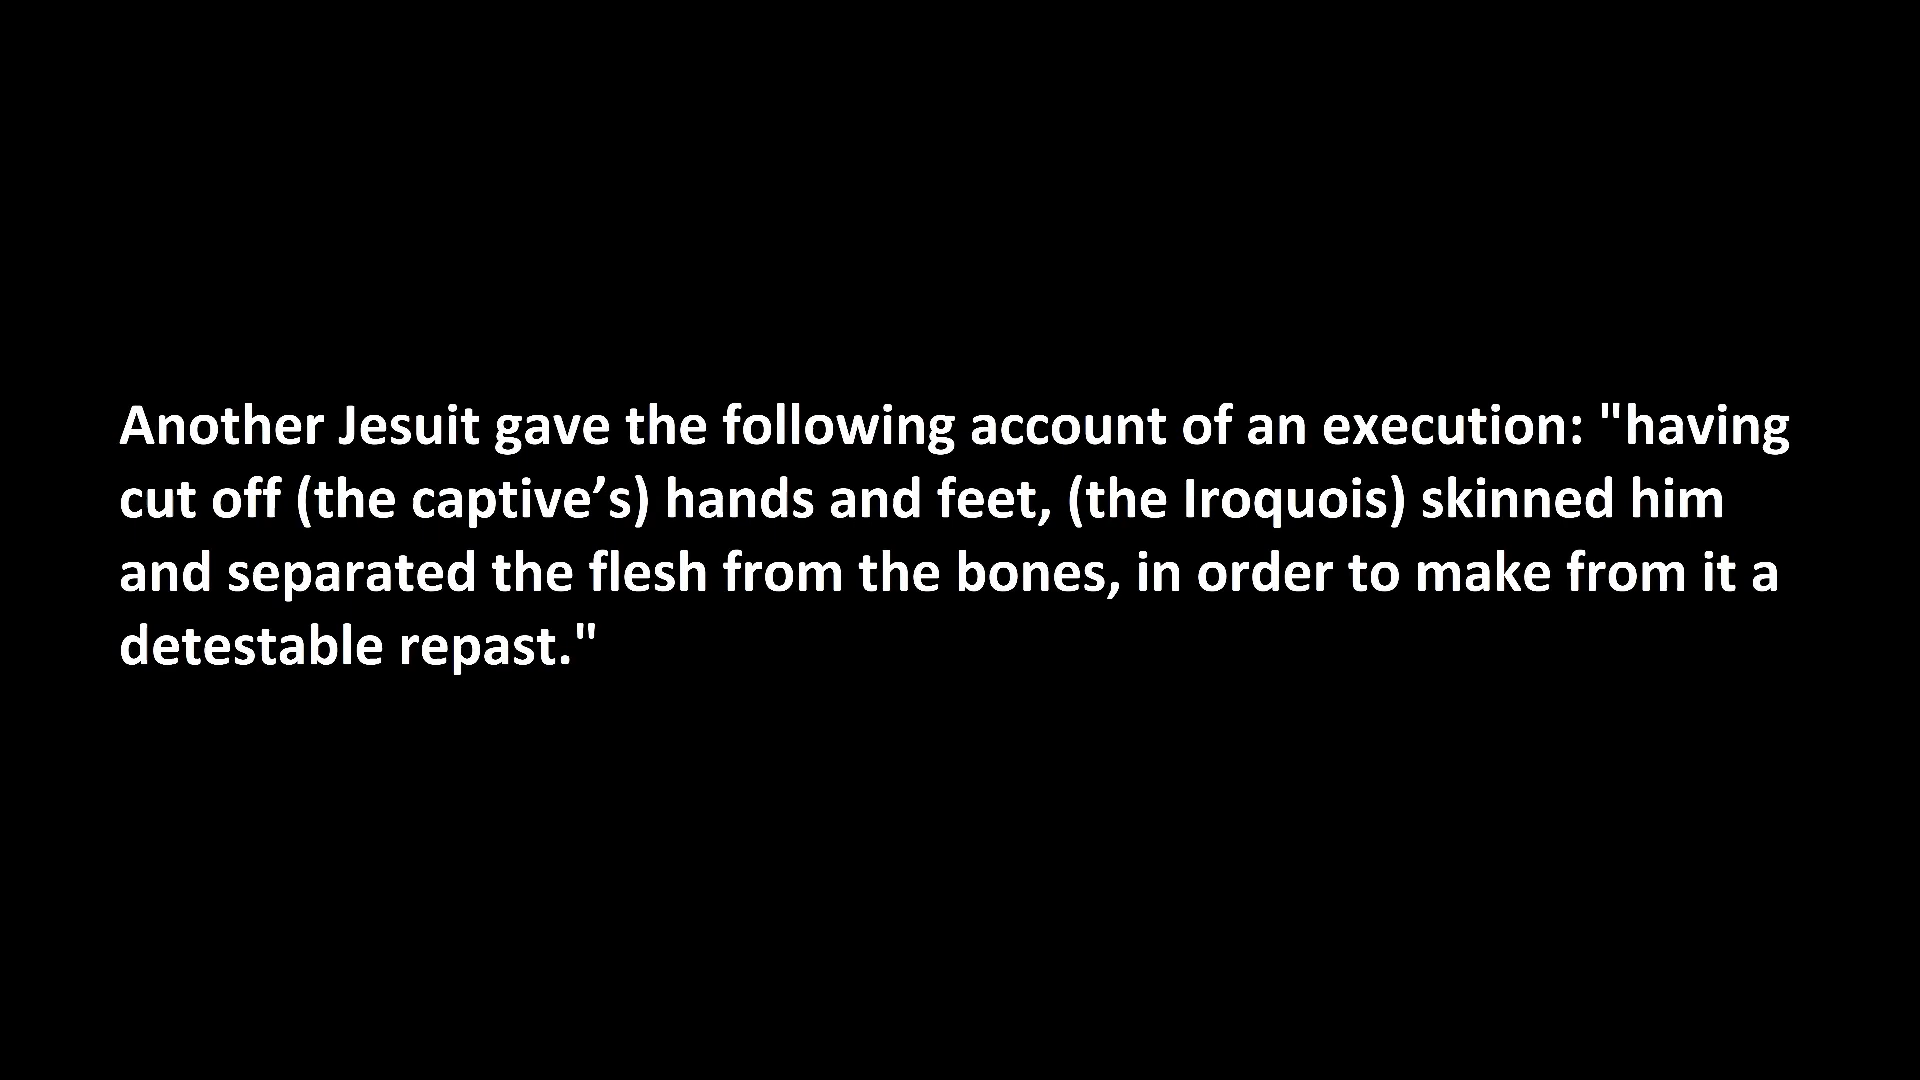 Another Jesuit gave the following account of an execution: "having
cut off (the captive’s) hands and feet, (the Iroquois) skinned him
and separated the flesh from the bones, in order to make from it a
detestable repast."